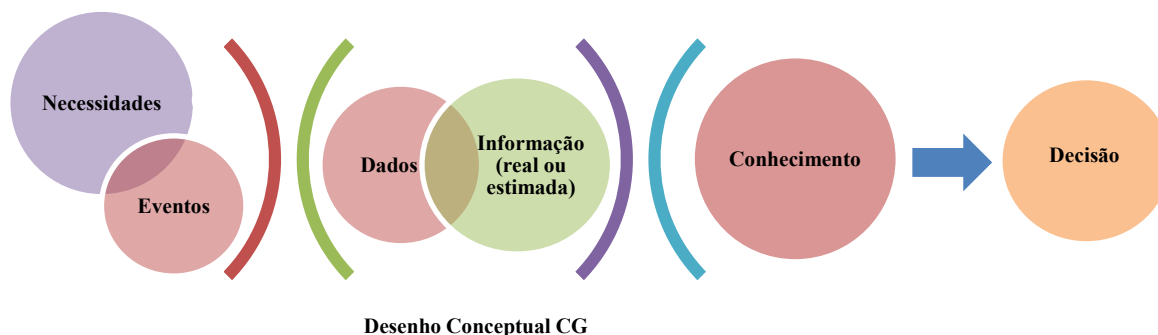 Necessidades
Eventos
Dados
Informação
(real ou
estimada)
Conhecimento
Decisão
Desenho Conceptual CG